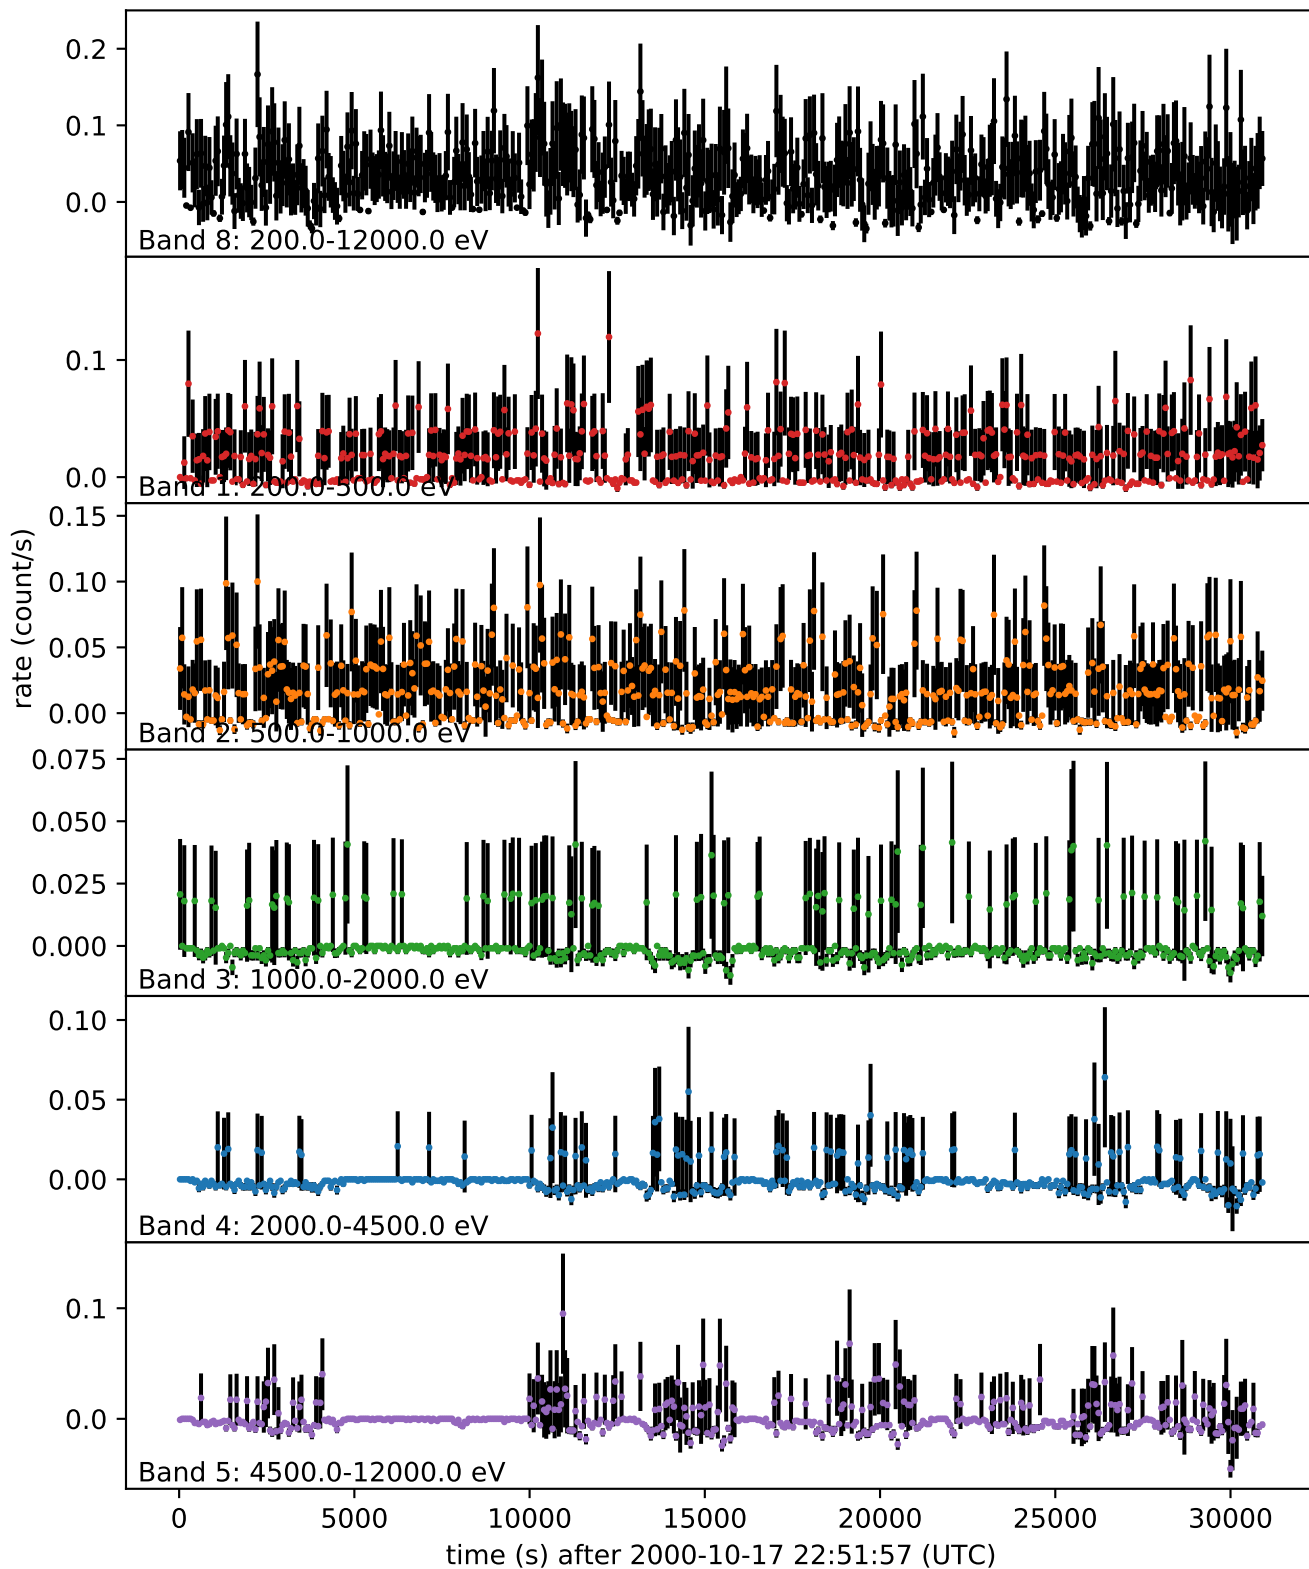 0.2
0.1
0.0
Band 8: 200.0-12000.0 eV
0.1
0.0
Band 1: 200.0-500.0 eV
rate (count/s)
0.15
0.10
0.05
0.00
Band 2: 500.0-1000.0 eV
0.075
0.050
0.025
0.000
Band 3: 1000.0-2000.0 eV
0.10
0.05
0.00
Band 4: 2000.0-4500.0 eV
0.1
0.0
Band 5: 4500.0-12000.0 eV
0 5000 10000 15000 20000 25000 30000
time (s) after 2000-10-17 22:51:57 (UTC)